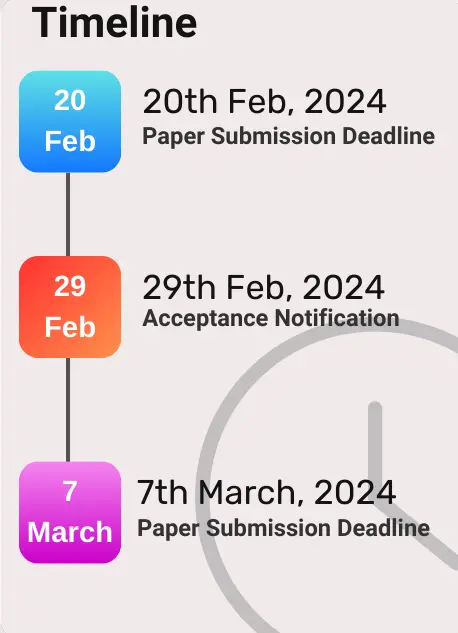 Timeline
20
Feb
20th Feb, 2024
Paper Submission Deadline
29
Feb
29th Feb, 2024
Acceptance Notification
7
March
7th March, 2024
Paper Submission Deadline